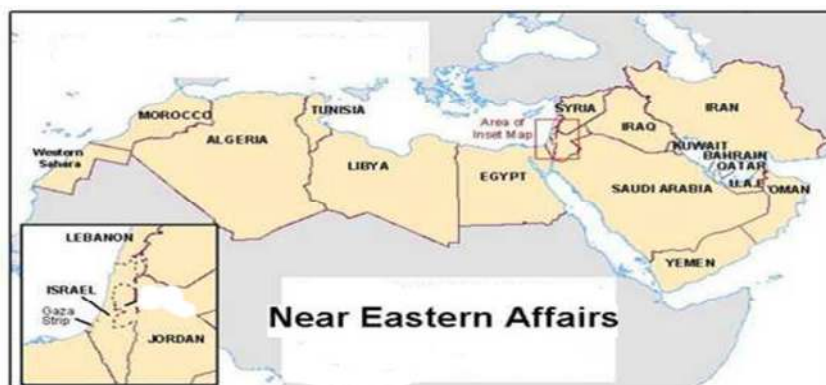 MOROCCO
TUNISIA
ALGERIA
Western
Sahara
LIBYA
EGYPT
Area of
Inset Map
SYRIA
IRAQ
IRAN
KUWAIT
BAHRAIN
QATAR
U.A.E
OMAN
SAUDI ARABIA
YEMEN
LEBANON
ISRAEL
Gaza
Strip
JORDAN
Near Eastern Affairs